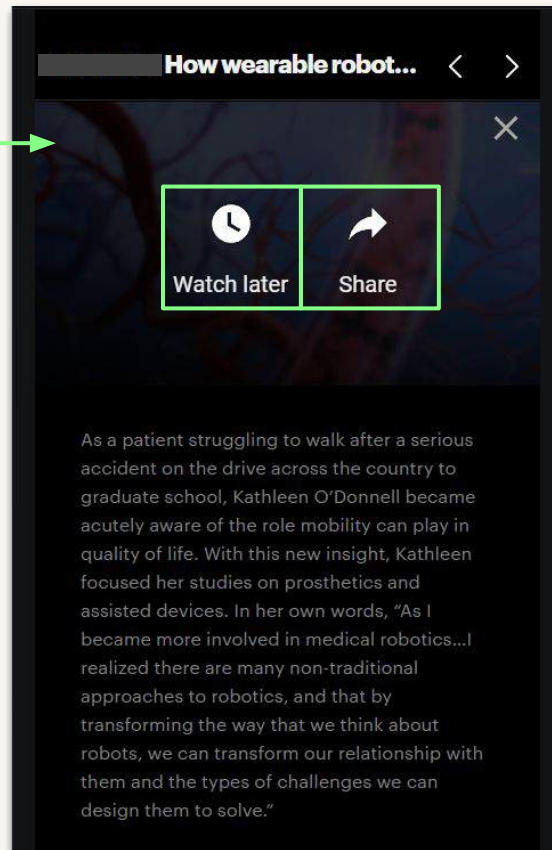 How wearable robot...
Watch later
Share
As a patient struggling to walk after a serious
accident on the drive across the country to
graduate school, Kathleen O’Donnell became
acutely aware of the role mobility can play in
quality of life. With this new insight, Kathleen
focused her studies on prosthetics and
assisted devices. In her own words, “As I
became more involved in medical robotics...I
realized there are many non-traditional
approaches to robotics, and that by
transforming the way that we think about
robots, we can transform our relationship with
them and the types of challenges we can
design them to solve.”